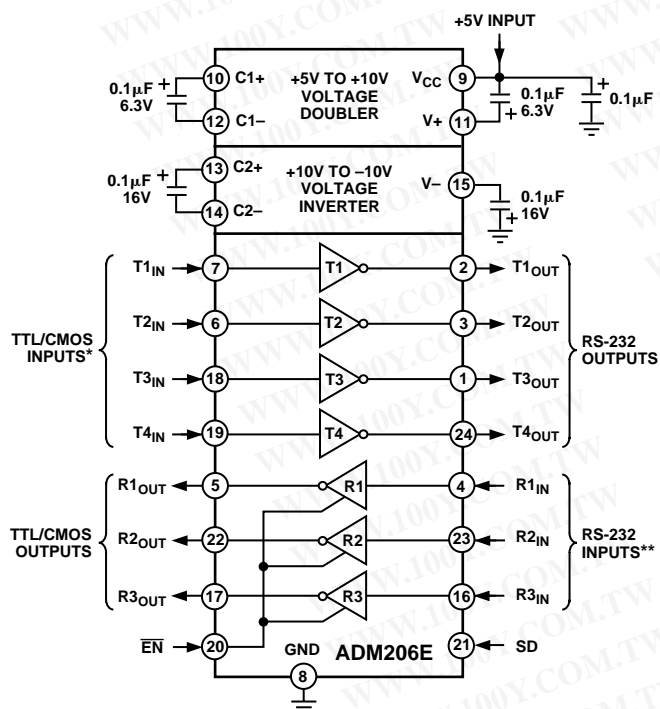 +5V INPUT
10 C1+ +5V TO +10V VOLTAGE DOUBLER VCC 9
0.1μF 6.3V +
12 C1– V+ 11
0.1μF 6.3V +
+ 0.1μF
13 C2+ +10V TO –10V VOLTAGE INVERTER V– 15
0.1μF 16V +
14 C2–
0.1μF 16V +
T1IN 7 T1 2 T1OUT
T2IN 6 T2 3 T2OUT
TTL/CMOS INPUTS*
RS-232 OUTPUTS
T3IN 18 T3 1 T3OUT
T4IN 19 T4 24 T4OUT
R1OUT 5 R1 4 R1IN
R2OUT 22 R2 23 R2IN
TTL/CMOS OUTPUTS
RS-232 INPUTS**
R3OUT 17 R3 16 R3IN
EN 20 GND ADM206E 21 SD
8
WWW.100Y.COM.TW